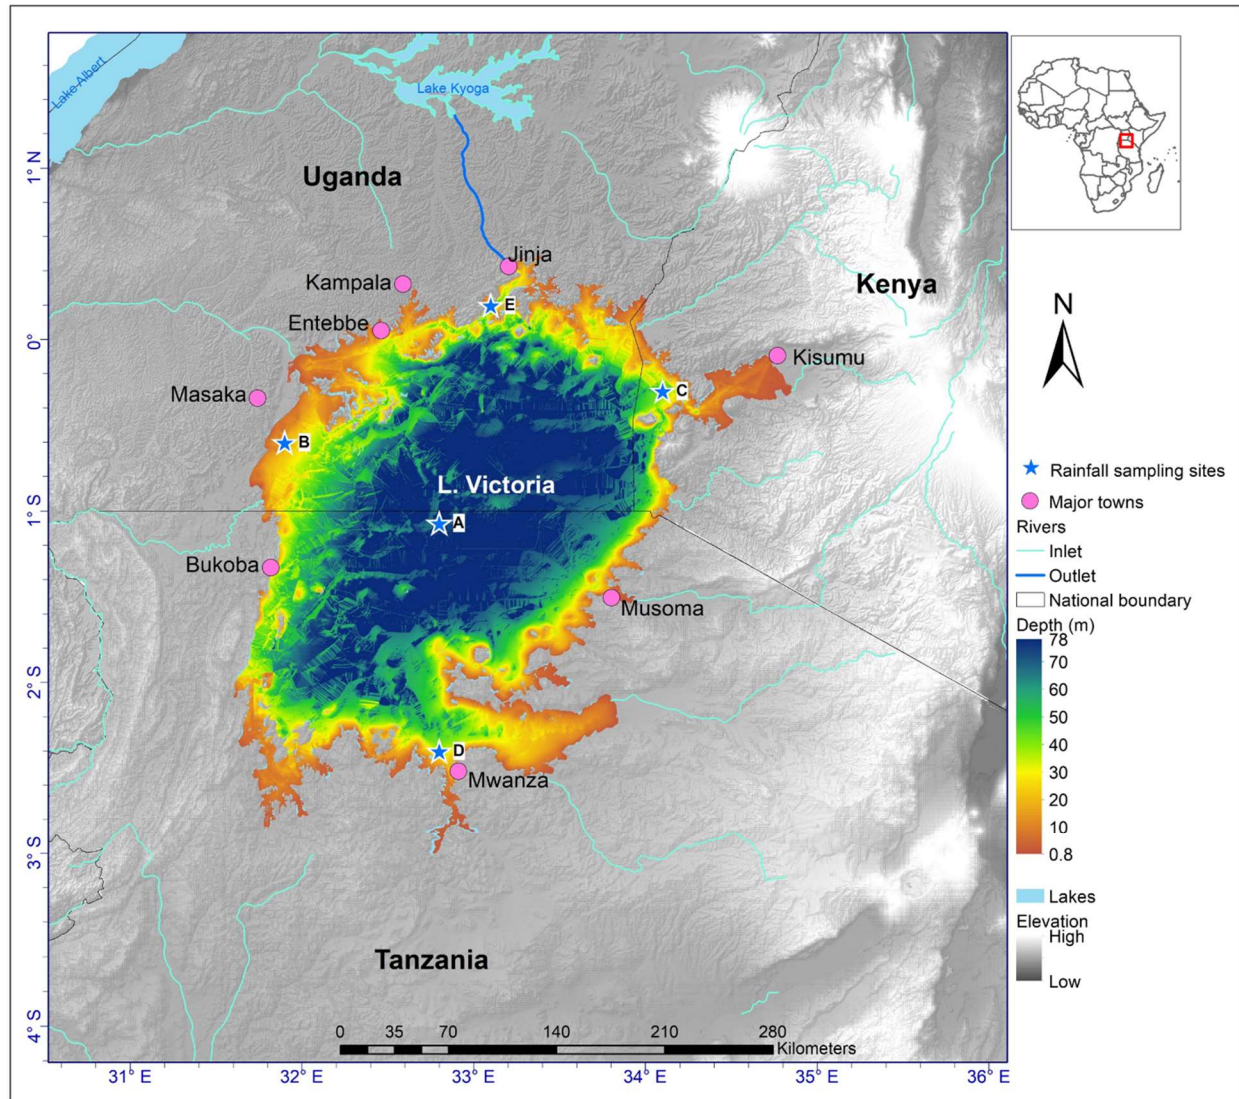 Lake Albert
Lake Kyoga
1° N
Uganda
Jinja
Kampala
Kenya
E
N
Entebbe
0°
Kisumu
Masaka
C
B
Rainfall sampling sites
L. Victoria
Major towns
1° S
A
Rivers
Inlet
Bukoba
Outlet
Musoma
National boundary
Depth (m)
78
70
60
2° S
50
40
D
30
Mwanza
20
10
3° S
0.8
Lakes
Elevation
High
Tanzania
Low
4° S
0 35 70 140 210 280
Kilometers
31° E 32° E 33° E 34° E 35° E 36° E